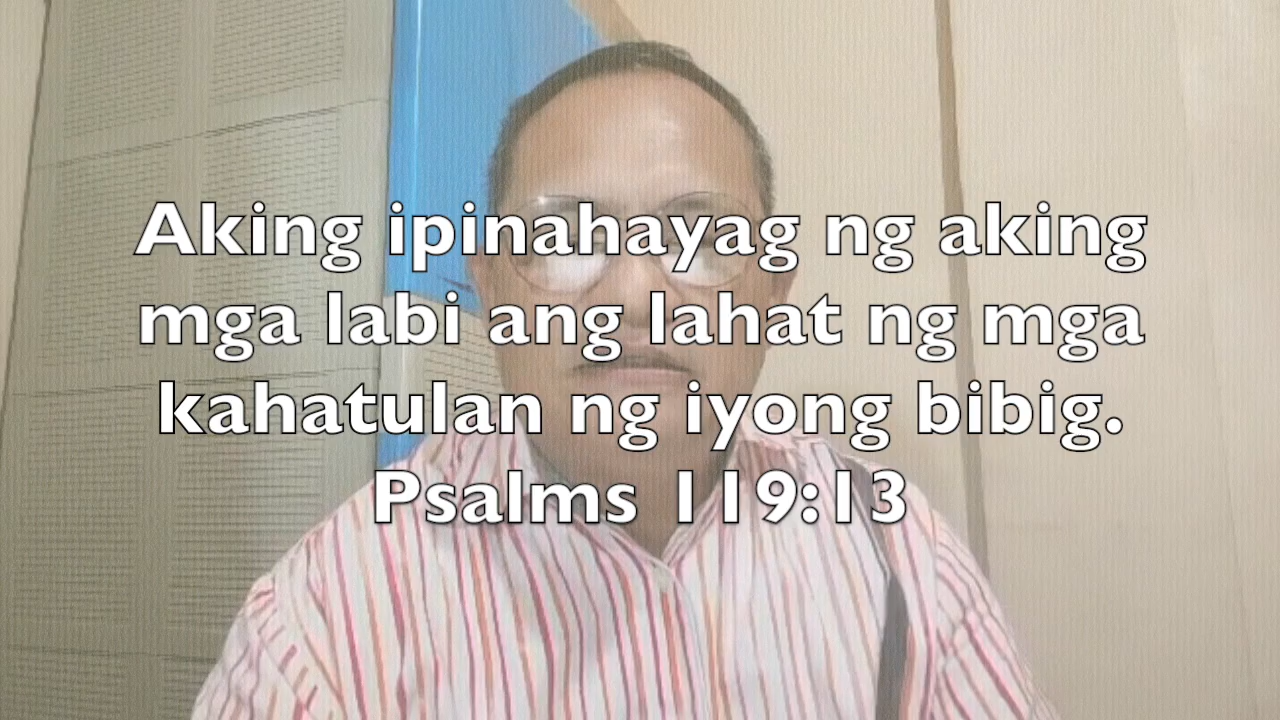 Aking ipinahayag ng aking
mga labi ang lahat ng mga
kahatulan ng iyong bibig.
Psalms 119:13